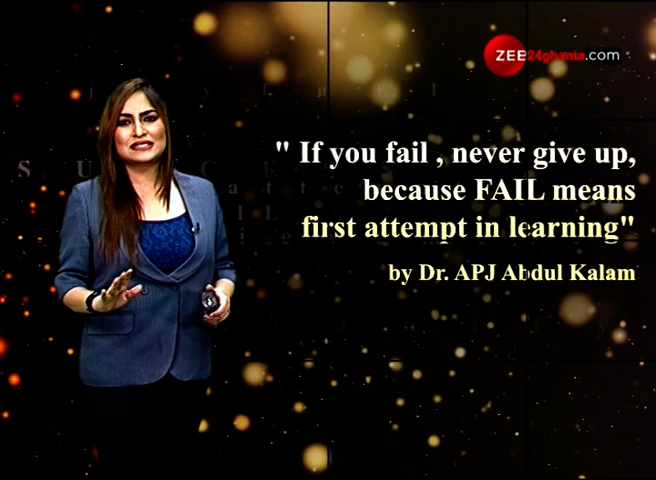 ZEE24ghanta.com
" If you fail , never give up,
because FAIL means
first attempt in learning"
by Dr. APJ Abdul Kalam